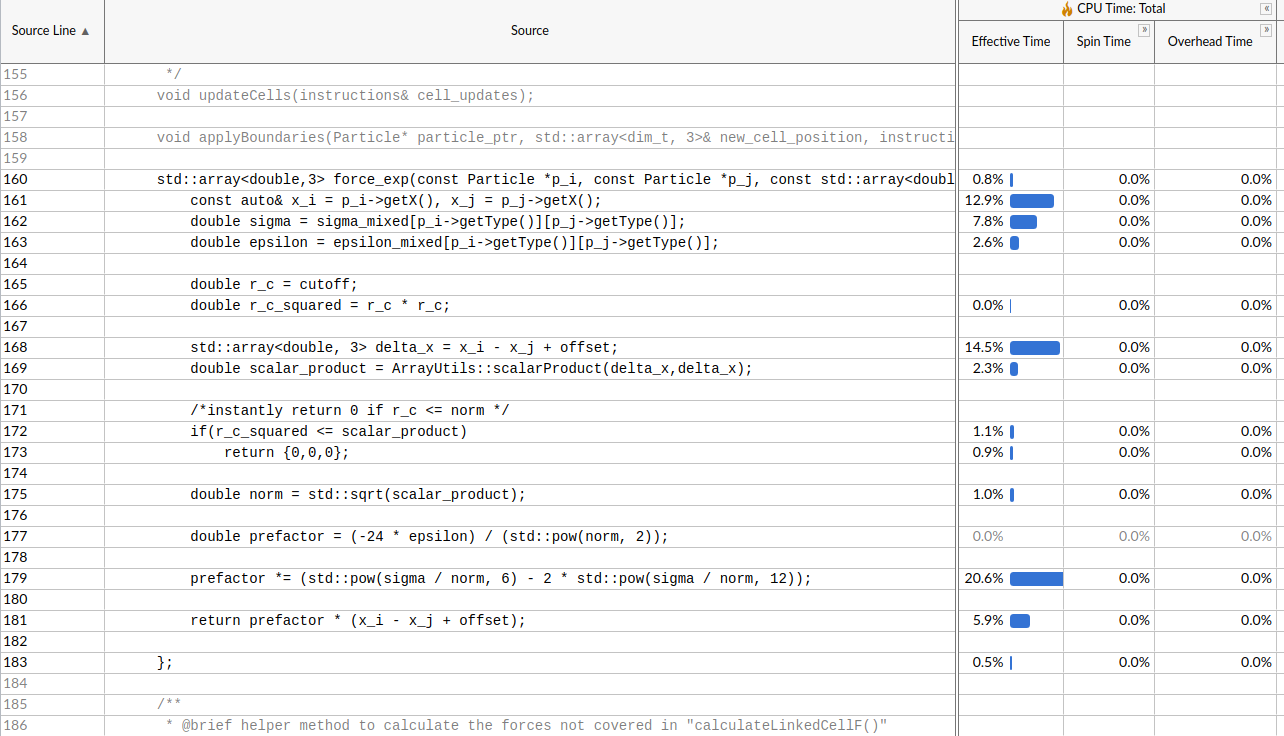 Source Line ▲ Source 🔥 CPU Time: Total «
Effective Time Spin Time » Overhead Time »
155 */
156 void updateCells(instructions& cell_updates);
157
158 void applyBoundaries(Particle* particle_ptr, std::array<dim_t, 3>& new_cell_position, instructi
159
160 std::array<double,3> force_exp(const Particle *p_i, const Particle *p_j, const std::array<doubl 0.8% 0.0% 0.0%
161 const auto& x_i = p_i->getX(), x_j = p_j->getX(); 12.9% 0.0% 0.0%
162 double sigma = sigma_mixed[p_i->getType()][p_j->getType()]; 7.8% 0.0% 0.0%
163 double epsilon = epsilon_mixed[p_i->getType()][p_j->getType()]; 2.6% 0.0% 0.0%
164
165 double r_c = cutoff;
166 double r_c_squared = r_c * r_c; 0.0% 0.0% 0.0%
167
168 std::array<double, 3> delta_x = x_i - x_j + offset; 14.5% 0.0% 0.0%
169 double scalar_product = ArrayUtils::scalarProduct(delta_x,delta_x); 2.3% 0.0% 0.0%
170
171 /*instantly return 0 if r_c <= norm */
172 if(r_c_squared <= scalar_product) 1.1% 0.0% 0.0%
173 return {0,0,0}; 0.9% 0.0% 0.0%
174
175 double norm = std::sqrt(scalar_product); 1.0% 0.0% 0.0%
176
177 double prefactor = (-24 * epsilon) / (std::pow(norm, 2)); 0.0% 0.0% 0.0%
178
179 prefactor *= (std::pow(sigma / norm, 6) - 2 * std::pow(sigma / norm, 12)); 20.6% 0.0% 0.0%
180
181 return prefactor * (x_i - x_j + offset); 5.9% 0.0% 0.0%
182
183 }; 0.5% 0.0% 0.0%
184
185 /**
186 * @brief helper method to calculate the forces not covered in "calculateLinkedCellF()"